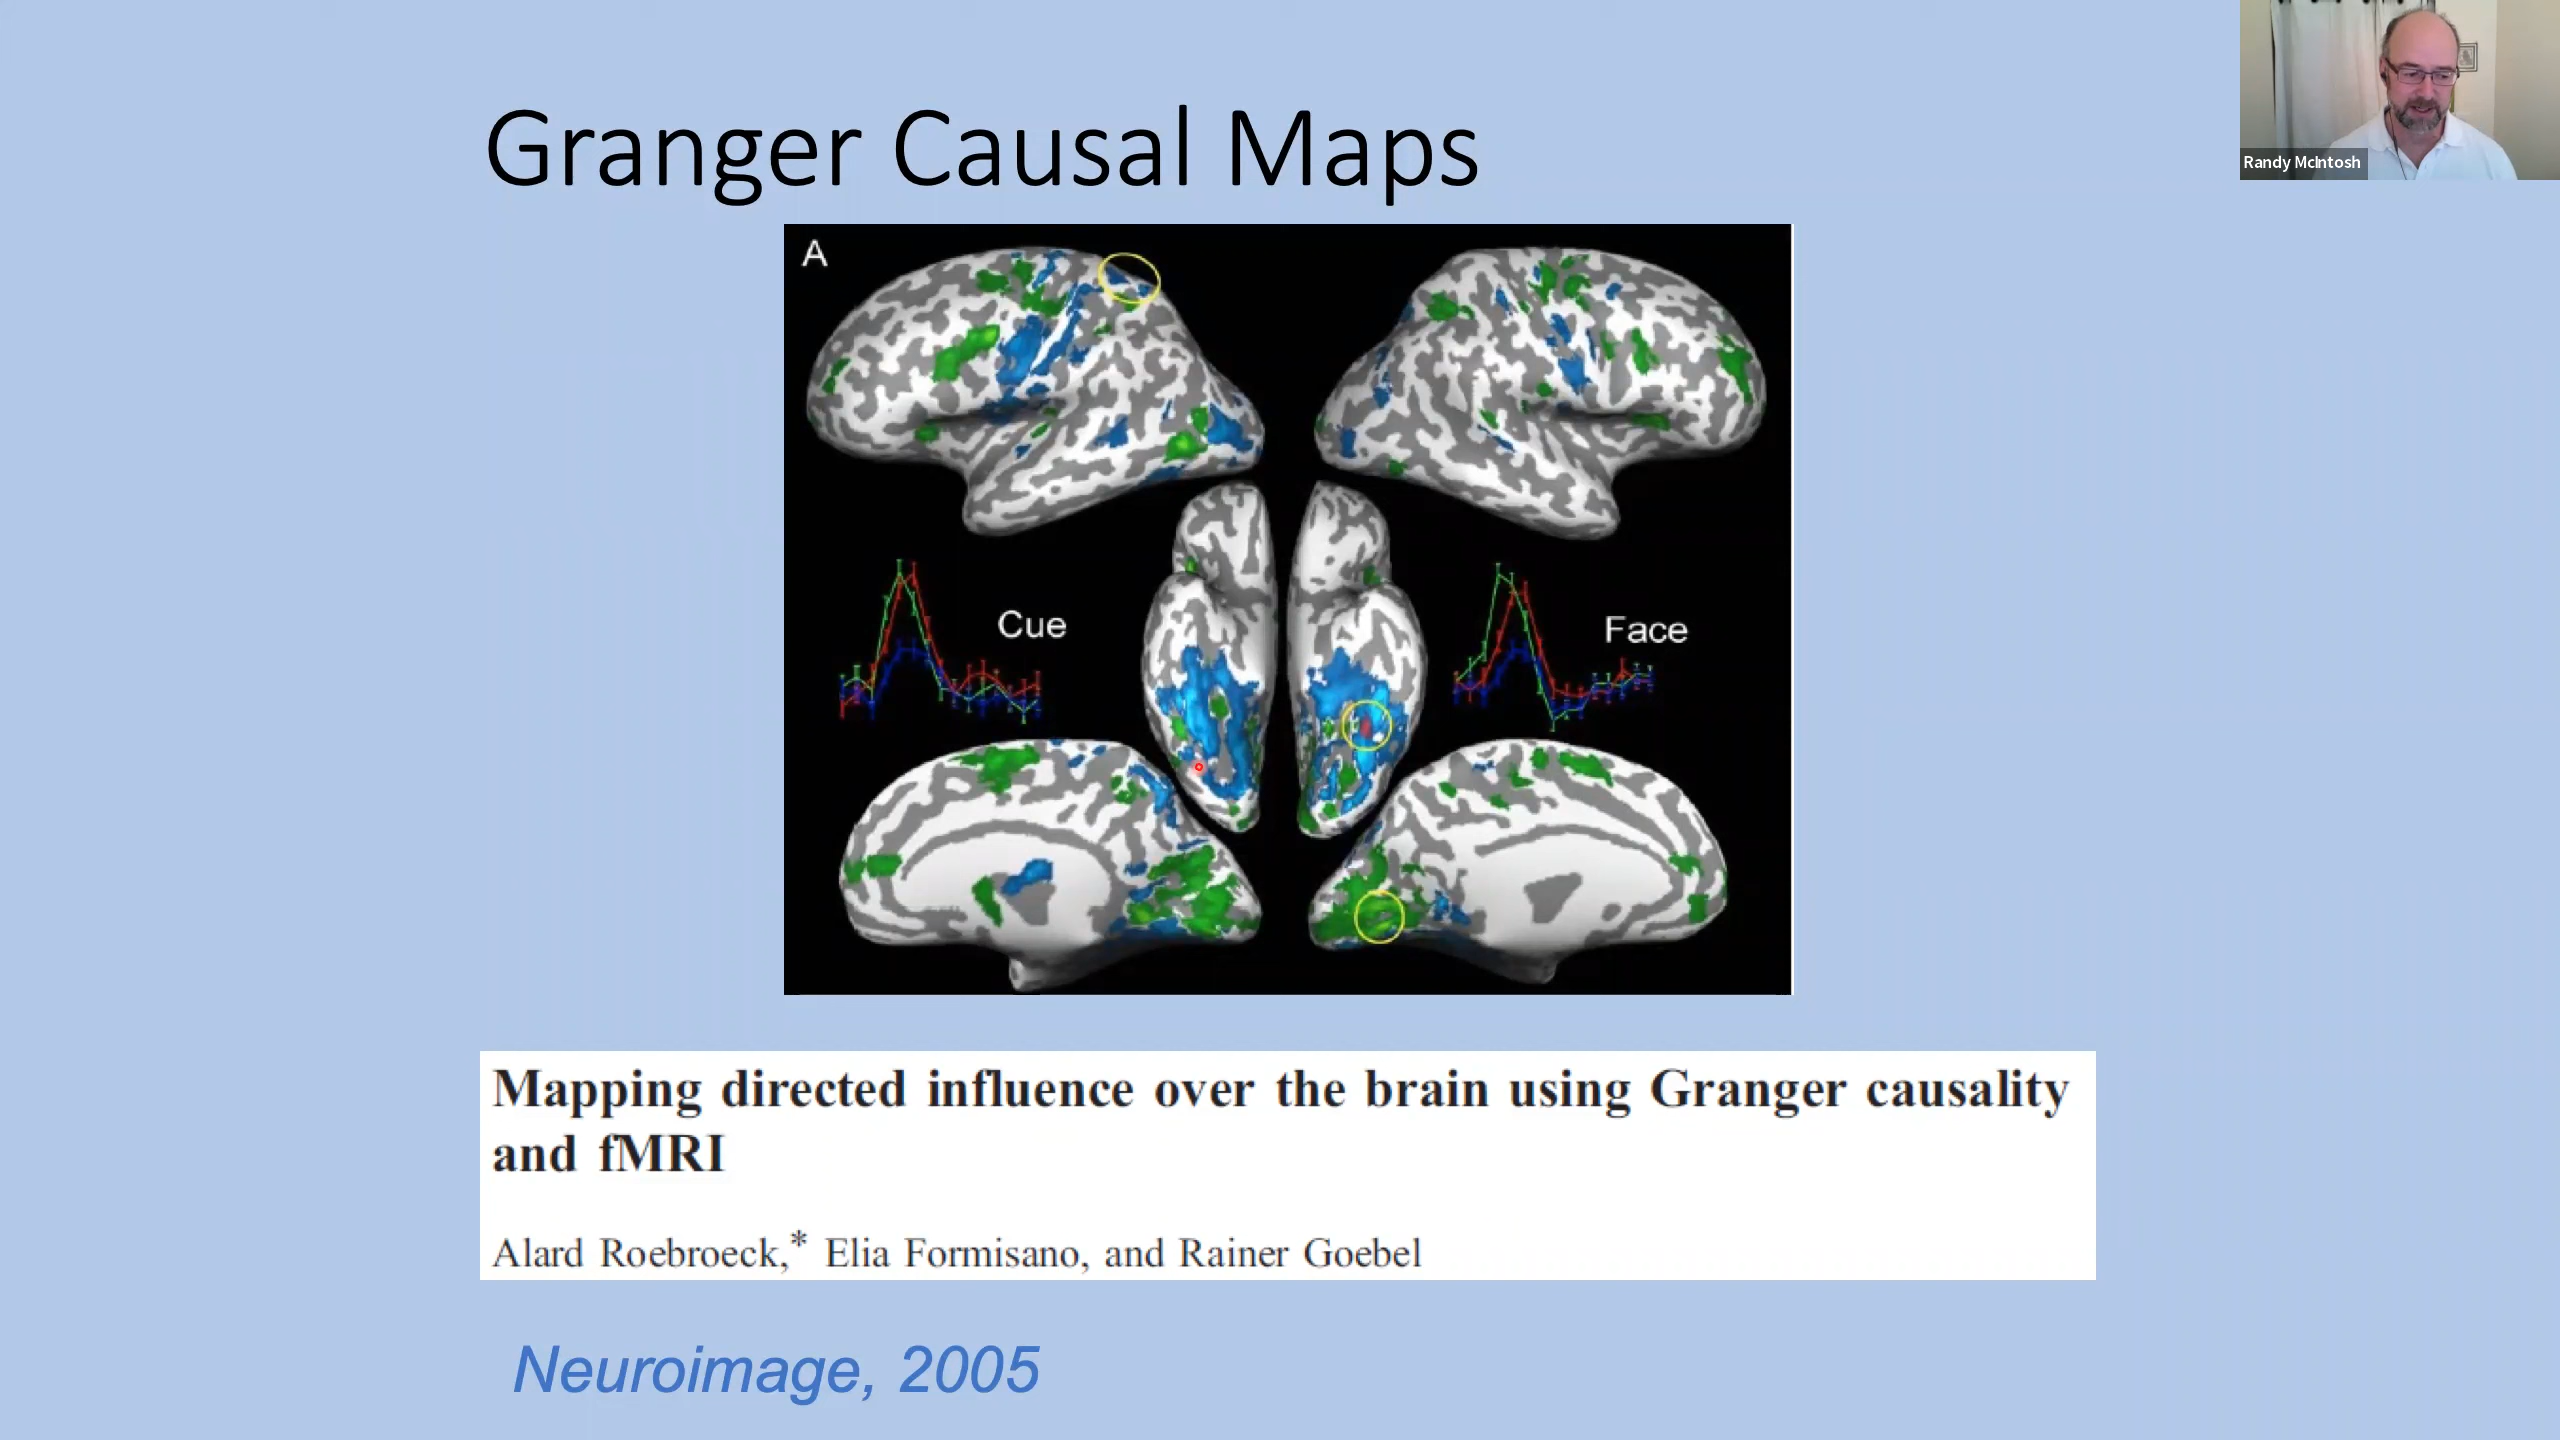 Granger Causal Maps
Randy McIntosh
A
Cue
Face
Mapping directed influence over the brain using Granger causality
and fMRI
Alard Roebroeck,* Elia Formisano, and Rainer Goebel
Neuroimage, 2005